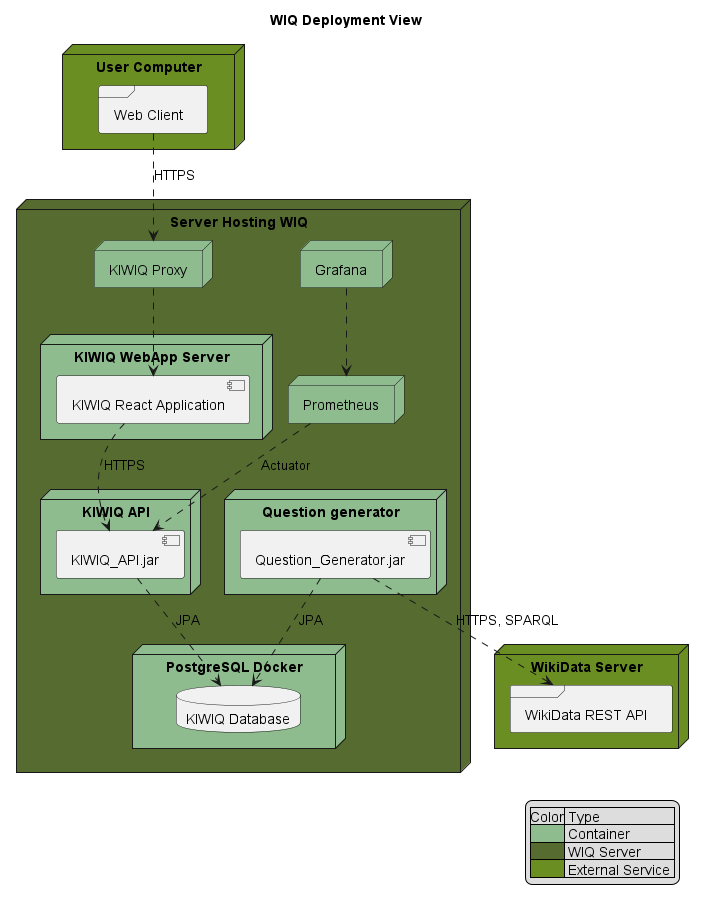 WIQ Deployment View
User Computer
Web Client
HTTPS
Server Hosting WIQ
KIWIQ Proxy
Grafana
KIWIQ WebApp Server
KIWIQ React Application
Prometheus
HTTPS
Actuator
KIWIQ API
KIWIQ_API.jar
Question generator
Question_Generator.jar
JPA
JPA
HTTPS, SPARQL
PostgreSQL Docker
KIWIQ Database
WikiData Server
WikiData REST API
Color Type
Container
WIQ Server
External Service